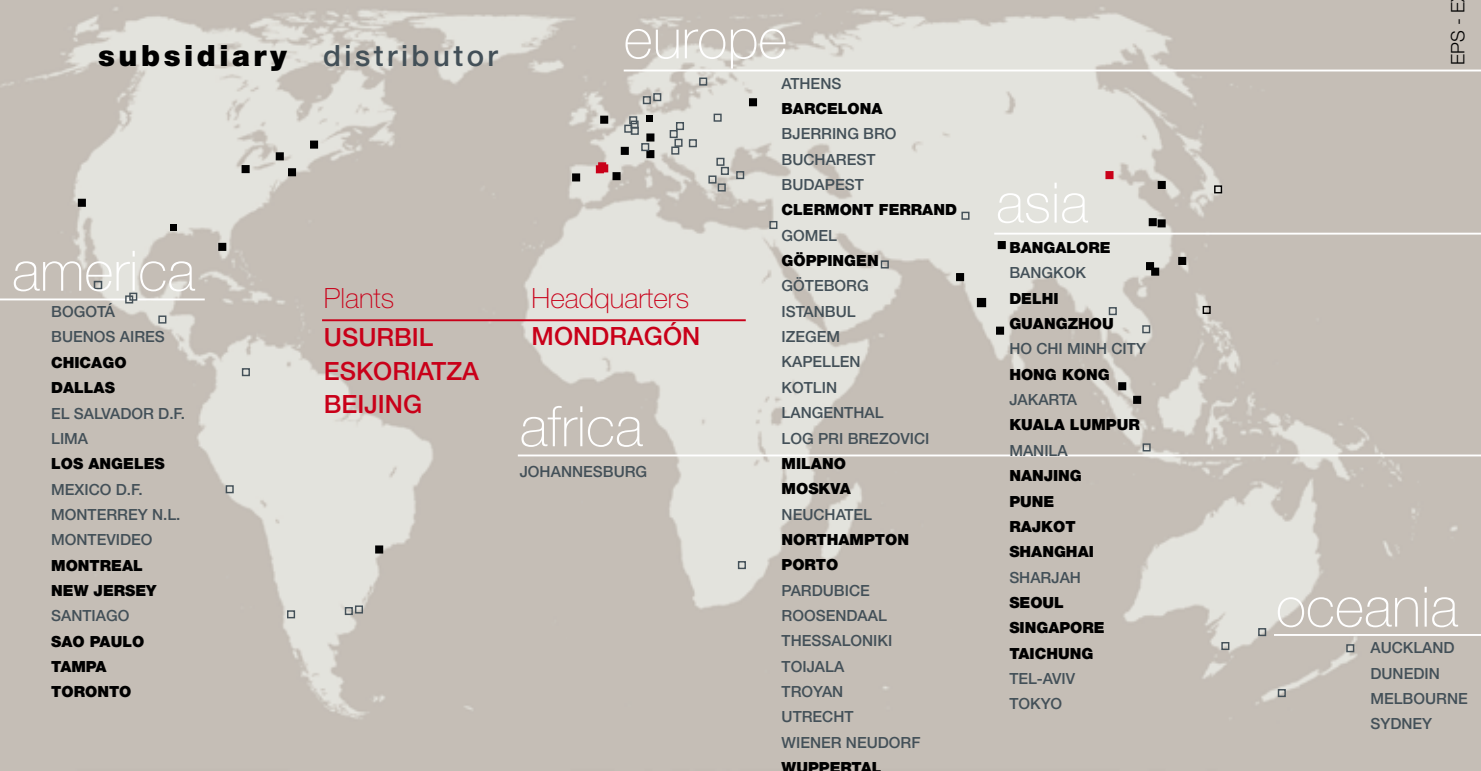 subsidiary distributor
europe
EPS - E
ATHENS
BARCELONA
BJERRING BRO
BUCHAREST
BUDAPEST
CLERMONT FERRAND
GOMEL
GÖPPINGEN
GÖTEBORG
ISTANBUL
IZEGEM
KAPELLEN
KOTLIN
LANGENTHAL
LOG PRI BREZOVICI
MILANO
MOSKVA
NEUCHATEL
NORTHAMPTON
PORTO
PARDUBICE
ROOSENDAAL
THESSALONIKI
TOIJALA
TROYAN
UTRECHT
WIENER NEUDORF
WUPPERTAL
asia
BANGALORE
BANGKOK
DELHI
GUANGZHOU
HO CHI MINH CITY
HONG KONG
JAKARTA
KUALA LUMPUR
MANILA
NANJING
PUNE
RAJKOT
SHANGHAI
SHARJAH
SEOUL
SINGAPORE
TAICHUNG
TEL-AVIV
TOKYO
america
BOGOTÁ
BUENOS AIRES
CHICAGO
DALLAS
EL SALVADOR D.F.
LIMA
LOS ANGELES
MEXICO D.F.
MONTERREY N.L.
MONTEVIDEO
MONTREAL
NEW JERSEY
SANTIAGO
SAO PAULO
TAMPA
TORONTO
Plants
USURBIL
ESKORIATZA
BEIJING
Headquarters
MONDRAGÓN
africa
JOHANNESBURG
oceania
AUCKLAND
DUNEDIN
MELBOURNE
SYDNEY